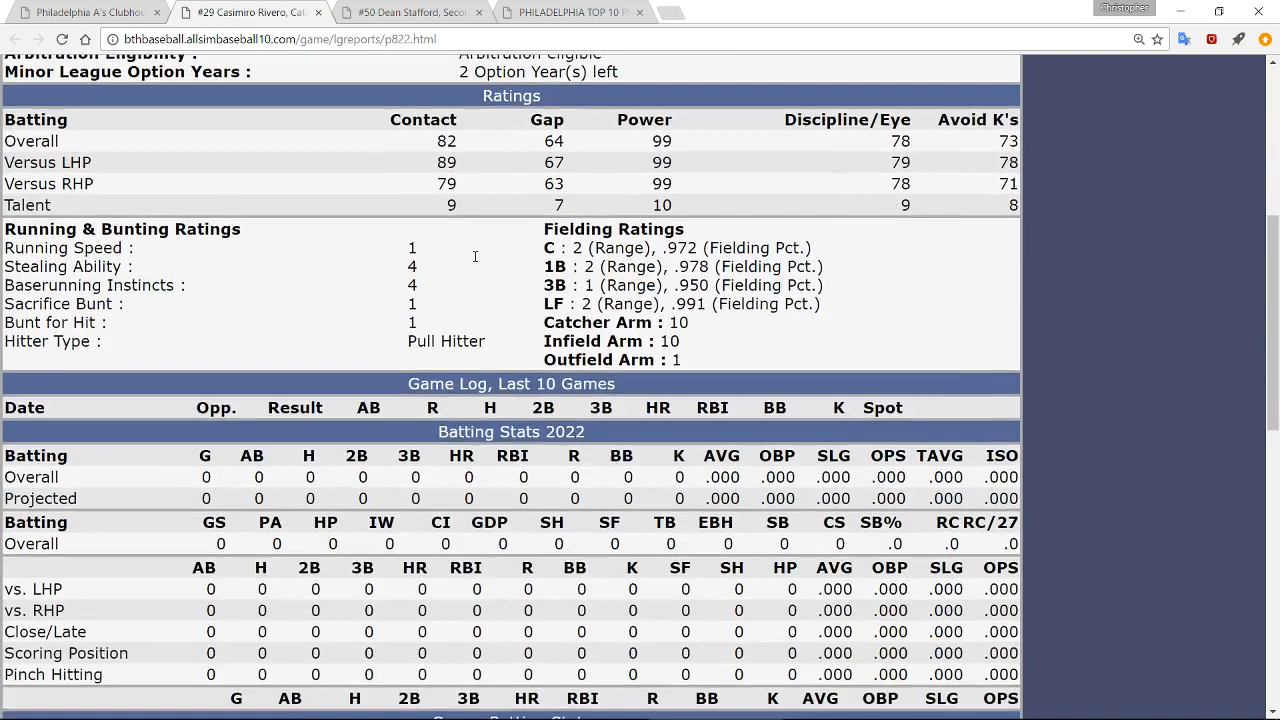 Philadelphia A's Clubhou
#29 Casimiro Rivero, Cat
#50 Dean Stafford, Secon
PHILADELPHIA TOP 10 P
Christopher
bthbaseball.allsimbaseball10.com/game/lgreports/p822.html
Arbitration Eligibility : Arbitration Eligible
Minor League Option Years : 2 Option Year(s) left
Ratings
Batting Contact Gap Power Discipline/Eye Avoid K's
Overall 82 64 99 78 73
Versus LHP 89 67 99 79 78
Versus RHP 79 63 99 78 71
Talent 9 7 10 9 8
Running & Bunting Ratings Fielding Ratings
Running Speed : 1 C : 2 (Range), .972 (Fielding Pct.)
Stealing Ability : 4 1B : 2 (Range), .978 (Fielding Pct.)
Baserunning Instincts : 4 3B : 1 (Range), .950 (Fielding Pct.)
Sacrifice Bunt : 1 LF : 2 (Range), .991 (Fielding Pct.)
Bunt for Hit : 1 Catcher Arm : 10
Hitter Type : Pull Hitter Infield Arm : 10
Outfield Arm : 1
Game Log, Last 10 Games
Date Opp. Result AB R H 2B 3B HR RBI BB K Spot
Batting Stats 2022
Batting G AB H 2B 3B HR RBI R BB K AVG OBP SLG OPS TAVG ISO
Overall 0 0 0 0 0 0 0 0 0 0 .000 .000 .000 .000 .000 .000
Projected 0 0 0 0 0 0 0 0 0 0 .000 .000 .000 .000 .000 .000
Batting GS PA HP IW CI GDP SH SF TB EBH SB CS SB% RC RC/27
Overall 0 0 0 0 0 0 0 0 0 0 0 0 .0 .0 .0
AB H 2B 3B HR RBI R BB K SF SH HP AVG OBP SLG OPS
vs. LHP 0 0 0 0 0 0 0 0 0 0 0 0 .000 .000 .000 .000
vs. RHP 0 0 0 0 0 0 0 0 0 0 0 0 .000 .000 .000 .000
Close/Late 0 0 0 0 0 0 0 0 0 0 0 0 .000 .000 .000 .000
Scoring Position 0 0 0 0 0 0 0 0 0 0 0 0 .000 .000 .000 .000
Pinch Hitting 0 0 0 0 0 0 0 0 0 0 0 0 .000 .000 .000 .000
G AB H 2B 3B HR RBI R BB K AVG OBP SLG OPS